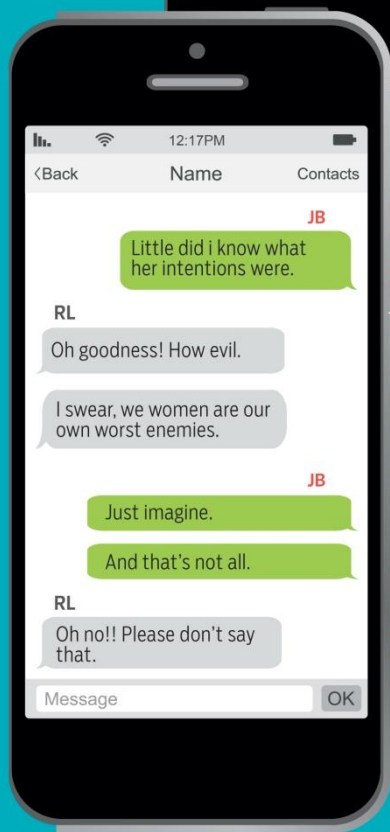 12:17PM
<Back Name Contacts
JB
Little did i know what
her intentions were.
RL
Oh goodness! How evil.
I swear, we women are our
own worst enemies.
JB
Just imagine.
And that's not all.
RL
Oh no!! Please don't say
that.
Message OK